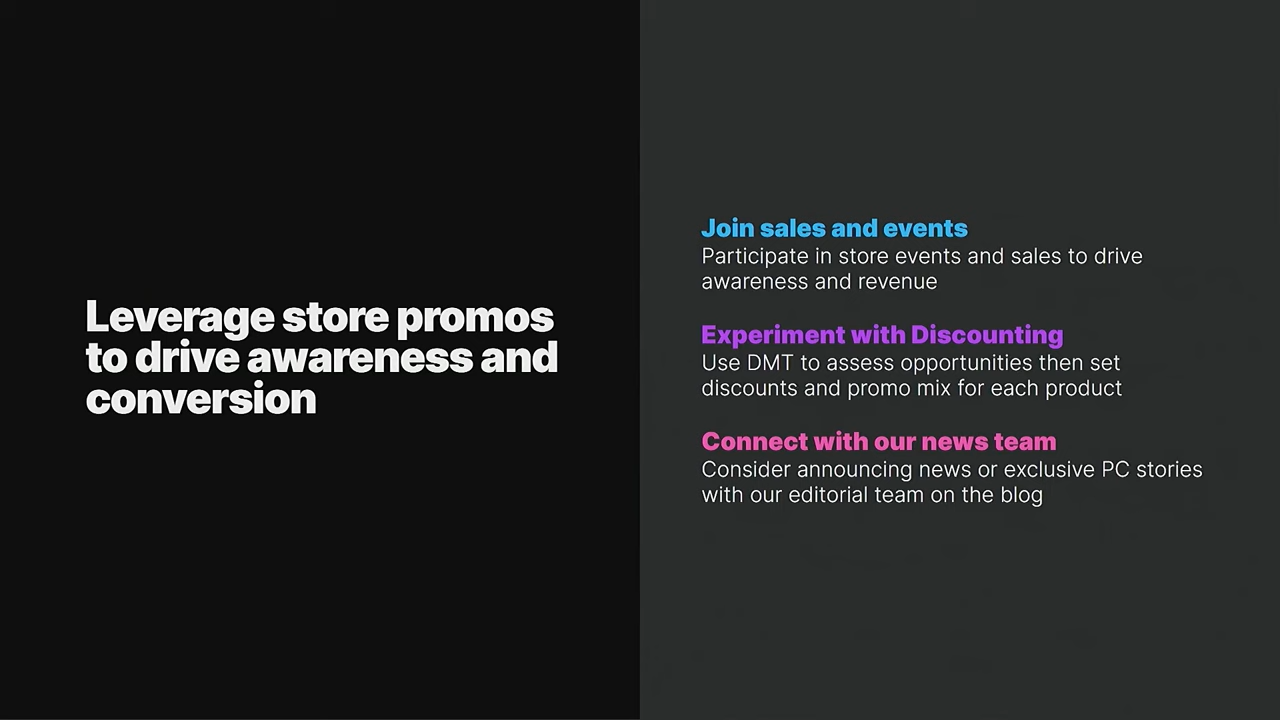 Leverage store promos
to drive awareness and
conversion
Join sales and events
Participate in store events and sales to drive
awareness and revenue
Experiment with Discounting
Use DMT to assess opportunities then set
discounts and promo mix for each product
Connect with our news team
Consider announcing news or exclusive PC stories
with our editorial team on the blog